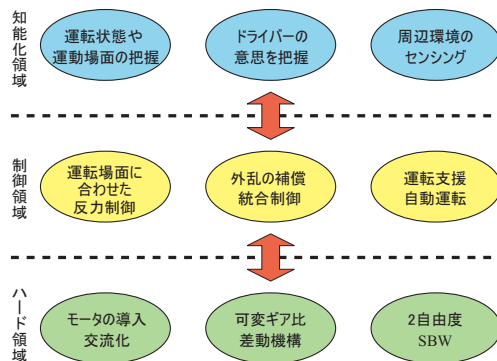 知能化領域
運転状態や
運動場面の把握
ドライバーの
意思を把握
周辺環境の
センシング
制御領域
運転場面に
合わせた
反力制御
外乱の補償
統合制御
運転支援
自動運転
ハード領域
モータの導入
交流化
可変ギア比
差動機構
2自由度
SBW